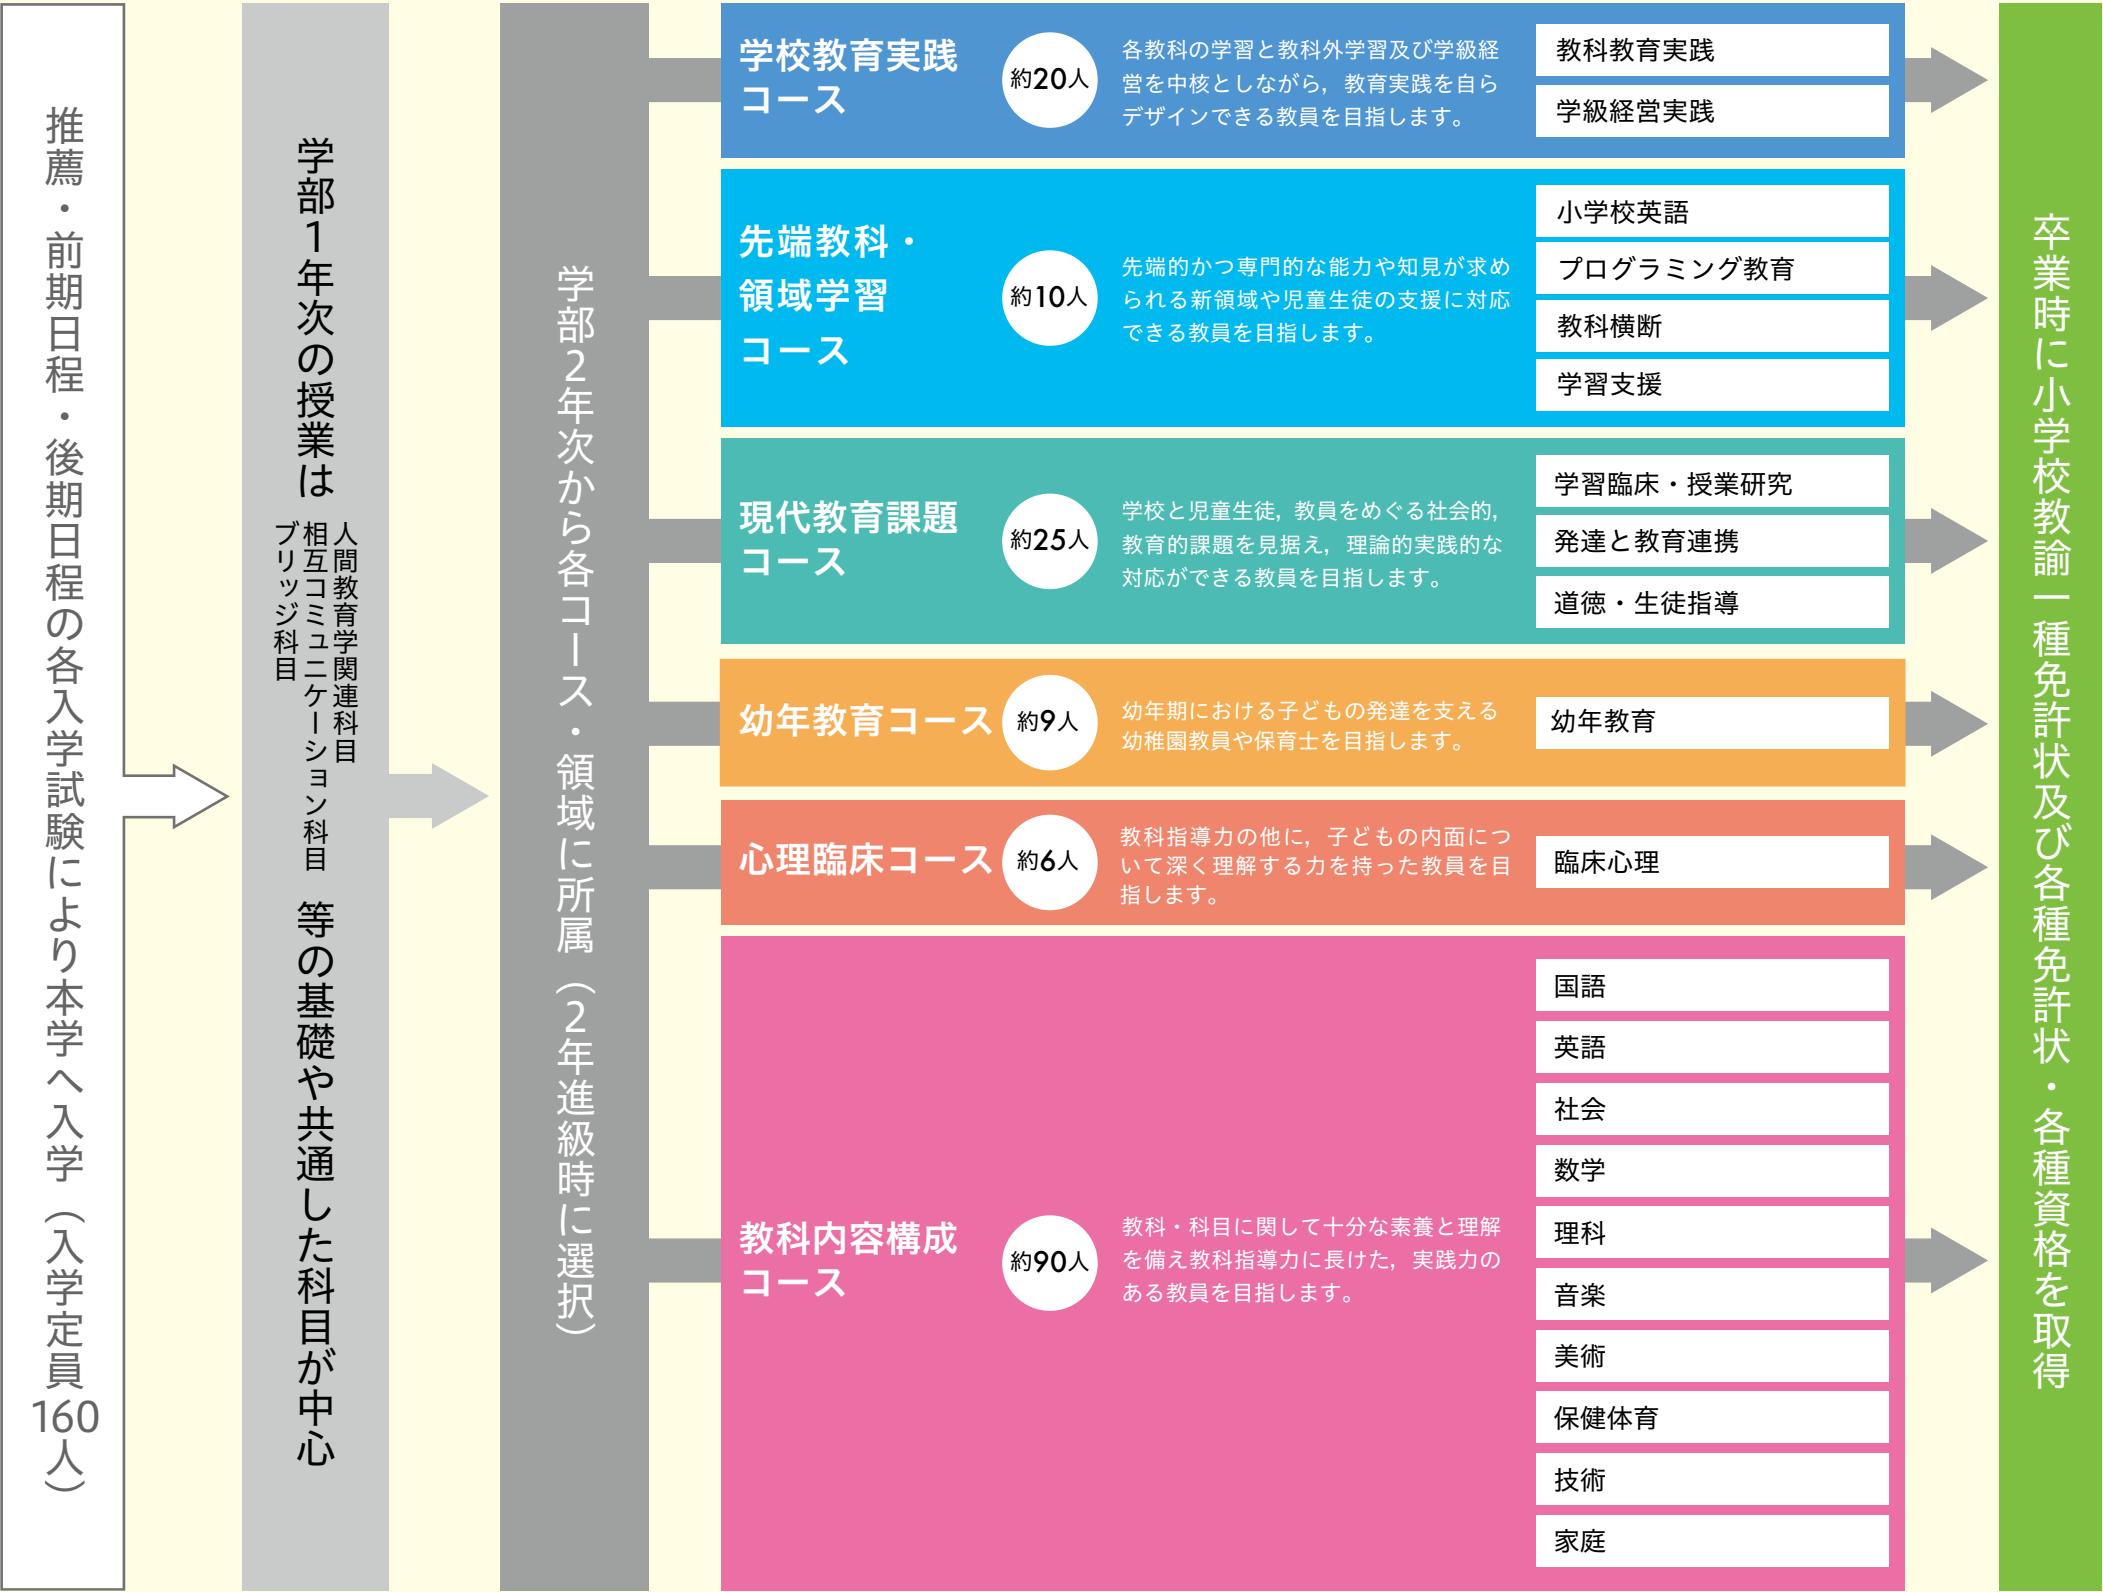 推薦・前期日程・後期日程の各入学試験により本学へ入学（入学定員160人）
学部１年次の授業は
人間教育学関連科目
相互コミュニケーション科目
ブリッジ科目
等の基礎や共通した科目が中心
学部２年次から各コース・領域に所属（２年進級時に選択）
学校教育実践
コース
約20人
各教科の学習と教科外学習及び学級経
営を中核としながら，教育実践を自ら
デザインできる教員を目指します。
教科教育実践
学級経営実践
先端教科・
領域学習
コース
約10人
先端的かつ専門的な能力や知見が求め
られる新領域や児童生徒の支援に対応
できる教員を目指します。
小学校英語
プログラミング教育
教科横断
学習支援
現代教育課題
コース
約25人
学校と児童生徒，教員をめぐる社会的，
教育的課題を見据え，理論的実践的な
対応ができる教員を目指します。
学習臨床・授業研究
発達と教育連携
道徳・生徒指導
幼年教育コース
約9人
幼年期における子どもの発達を支える
幼稚園教員や保育士を目指します。
幼年教育
心理臨床コース
約6人
教科指導力の他に，子どもの内面につ
いて深く理解する力を持った教員を目
指します。
臨床心理
教科内容構成
コース
約90人
教科・科目に関して十分な素養と理解
を備え教科指導力に長けた，実践力の
ある教員を目指します。
国語
英語
社会
数学
理科
音楽
美術
保健体育
技術
家庭
卒業時に小学校教諭一種免許状及び各種免許状・各種資格を取得